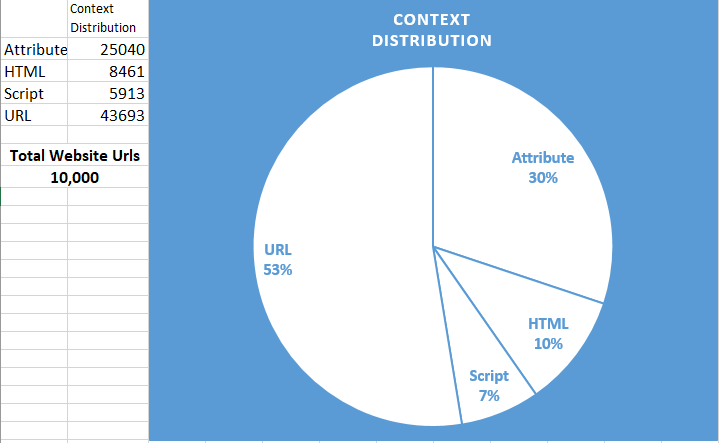 Context
Distribution
Attribute 25040
HTML 8461
Script 5913
URL 43693
Total Website Urls
10,000
CONTEXT
DISTRIBUTION
Attribute
30%
HTML
10%
Script
7%
URL
53%